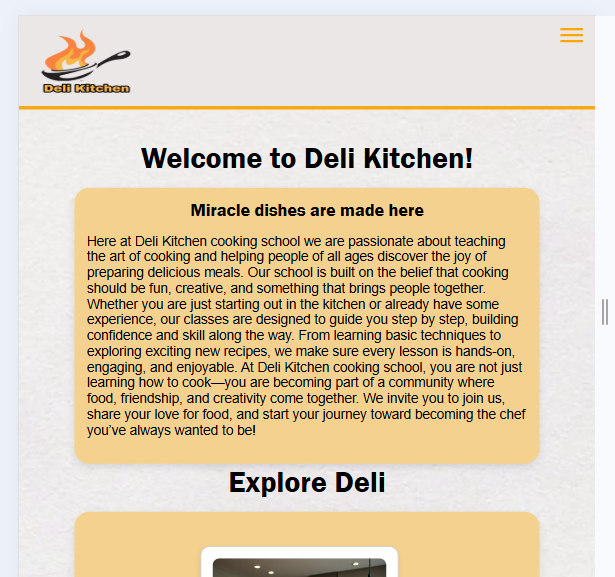 Deli Kitchen
Welcome to Deli Kitchen!
Miracle dishes are made here
Here at Deli Kitchen cooking school we are passionate about teaching
the art of cooking and helping people of all ages discover the joy of
preparing delicious meals. Our school is built on the belief that cooking
should be fun, creative, and something that brings people together.
Whether you are just starting out in the kitchen or already have some
experience, our classes are designed to guide you step by step, building
confidence and skill along the way. From learning basic techniques to
exploring exciting new recipes, we make sure every lesson is hands-on,
engaging, and enjoyable. At Deli Kitchen cooking school, you are not just
learning how to cook—you are becoming part of a community where
food, friendship, and creativity come together. We invite you to join us,
share your love for food, and start your journey toward becoming the chef
you’ve always wanted to be!
Explore Deli